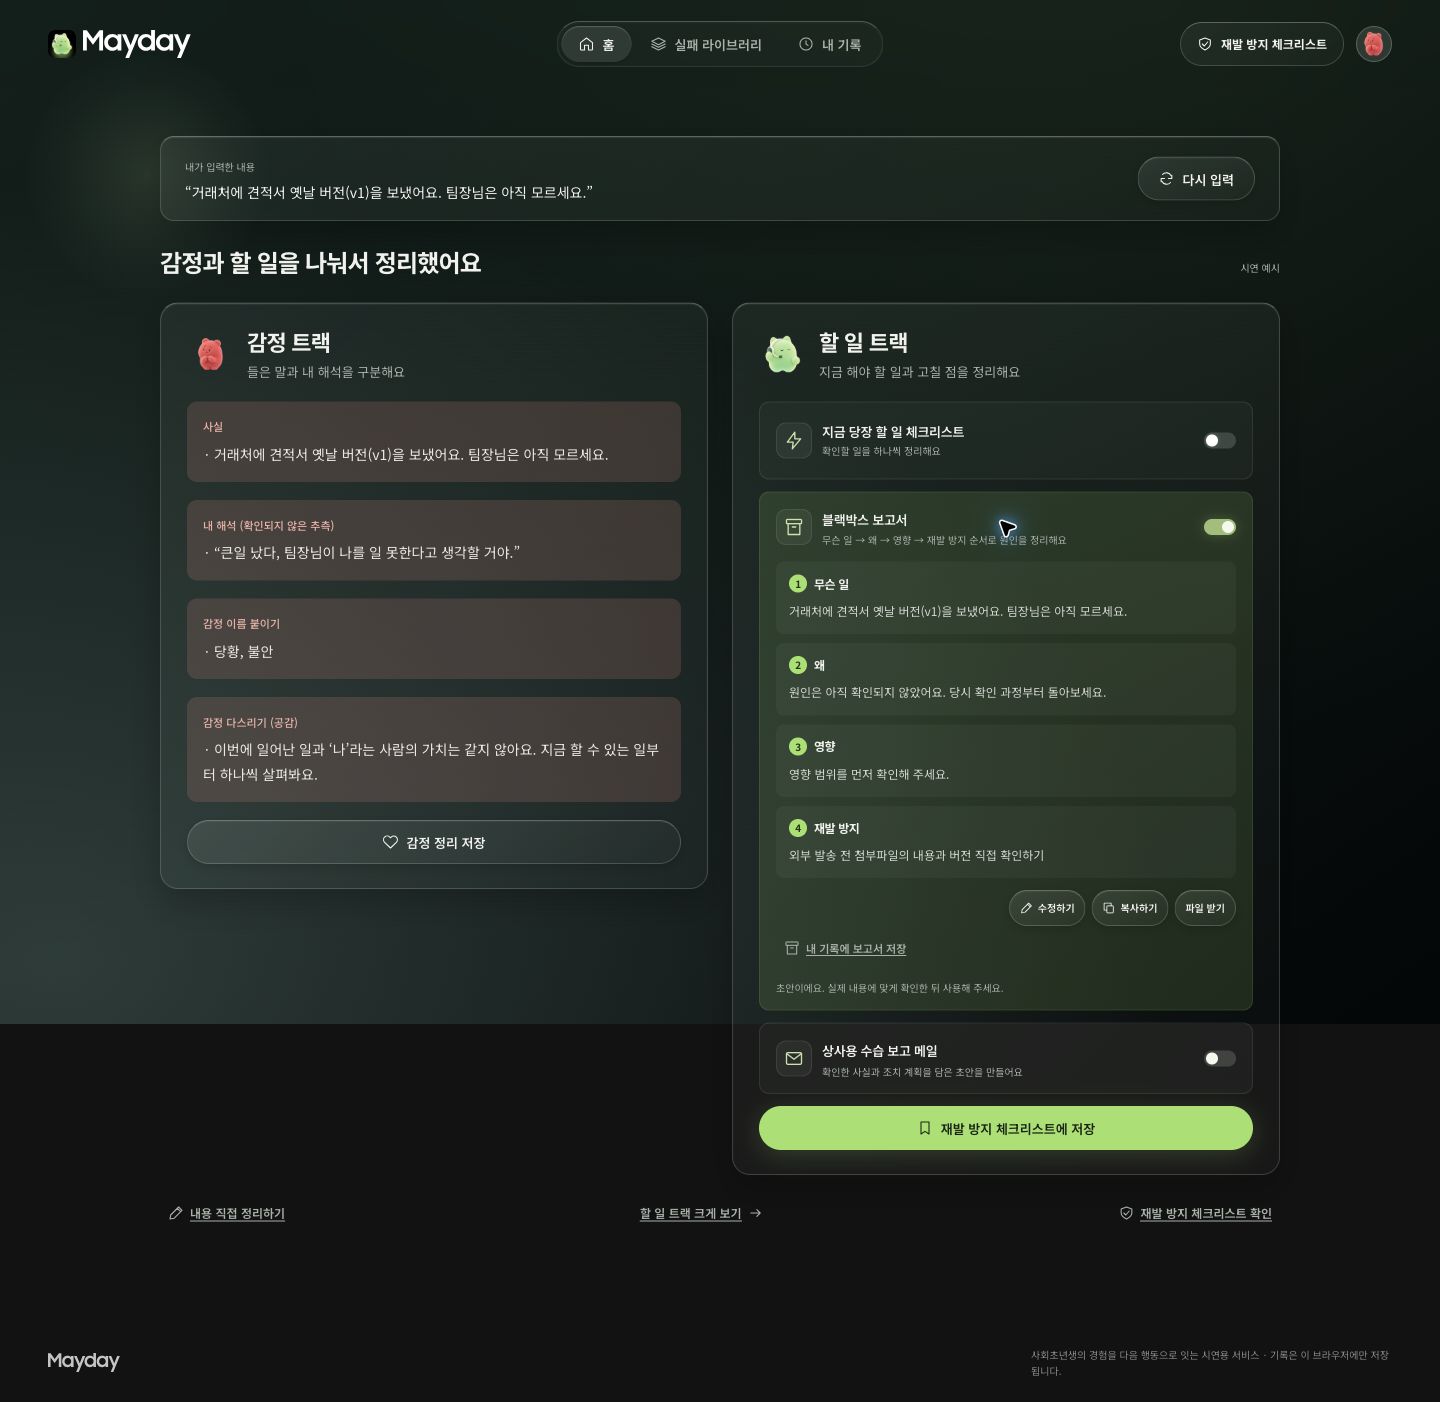 Mayday
홈
실패 라이브러리
내 기록
재발 방지 체크리스트
내가 입력한 내용
“거래처에 견적서 옛날 버전(v1)을 보냈어요. 팀장님은 아직 모르세요.”
다시 입력
감정과 할 일을 나눠서 정리했어요
시연 예시
감정 트랙
들은 말과 내 해석을 구분해요
사실
· 거래처에 견적서 옛날 버전(v1)을 보냈어요. 팀장님은 아직 모르세요.
내 해석 (확인되지 않은 추측)
· “큰일 났다, 팀장님이 나를 일 못한다고 생각할 거야.”
감정 이름 붙이기
· 당황, 불안
감정 다스리기 (공감)
· 이번에 일어난 일과 ‘나’라는 사람의 가치는 같지 않아요. 지금 할 수 있는 일부
터 하나씩 살펴봐요.
감정 정리 저장
할 일 트랙
지금 해야 할 일과 고칠 점을 정리해요
지금 당장 할 일 체크리스트
확인할 일을 하나씩 정리해요
블랙박스 보고서
무슨 일 → 왜 → 영향 → 재발 방지 순서로 원인을 정리해요
1 무슨 일
거래처에 견적서 옛날 버전(v1)을 보냈어요. 팀장님은 아직 모르세요.
2 왜
원인은 아직 확인되지 않았어요. 당시 확인 과정부터 돌아보세요.
3 영향
영향 범위를 먼저 확인해 주세요.
4 재발 방지
외부 발송 전 첨부파일의 내용과 버전 직접 확인하기
수정하기
복사하기
파일 받기
내 기록에 보고서 저장
초안이에요. 실제 내용에 맞게 확인한 뒤 사용해 주세요.
상사용 수습 보고 메일
확인한 사실과 조치 계획을 담은 초안을 만들어요
재발 방지 체크리스트에 저장
내용 직접 정리하기
할 일 트랙 크게 보기 →
재발 방지 체크리스트 확인
Mayday
사회초년생의 경험을 다음 행동으로 잇는 시연용 서비스 · 기록은 이 브라우저에만 저장
됩니다.